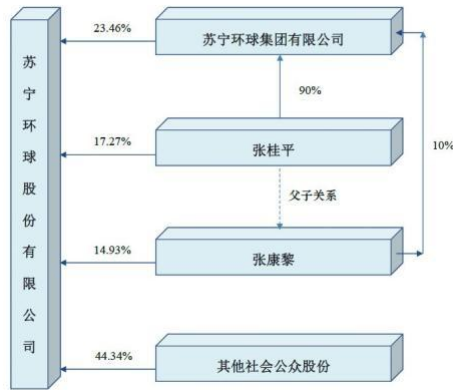 苏宁环球股份有限公司
23.46%
苏宁环球集团有限公司
90%
17.27%
张桂平
10%
父子关系
14.93%
张康黎
44.34%
其他社会公众股份